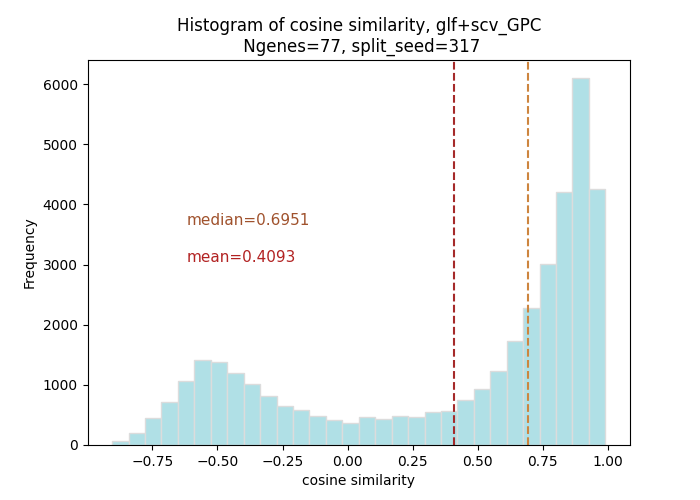 Histogram of cosine similarity, glf+scv_GPC
Ngenes=77, split_seed=317
6000
5000
4000
3000
2000
1000
0
Frequency
median=0.6951
mean=0.4093
−0.75
−0.50
−0.25
0.00
0.25
0.50
0.75
1.00
cosine similarity